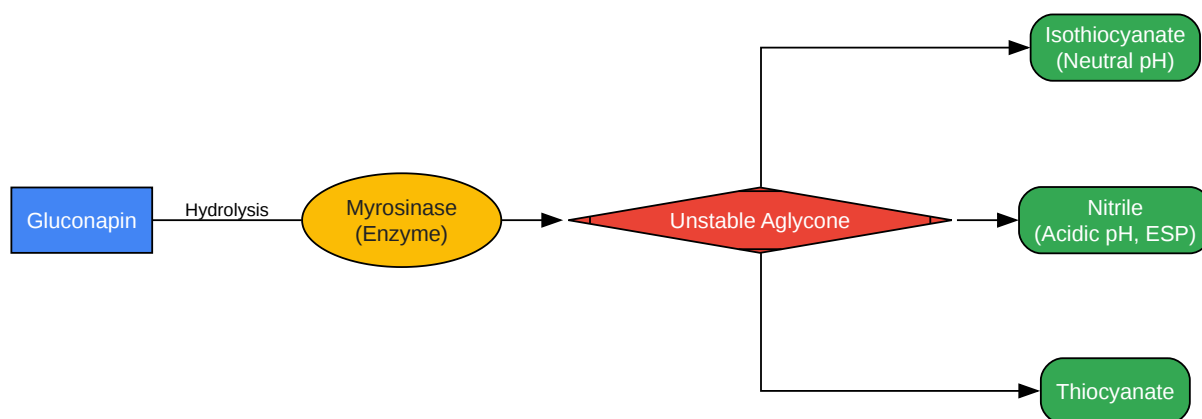 Gluconapin
Hydrolysis
Myrosinase
(Enzyme)
Unstable Aglycone
Isothiocyanate
(Neutral pH)
Nitrile
(Acidic pH, ESP)
Thiocyanate